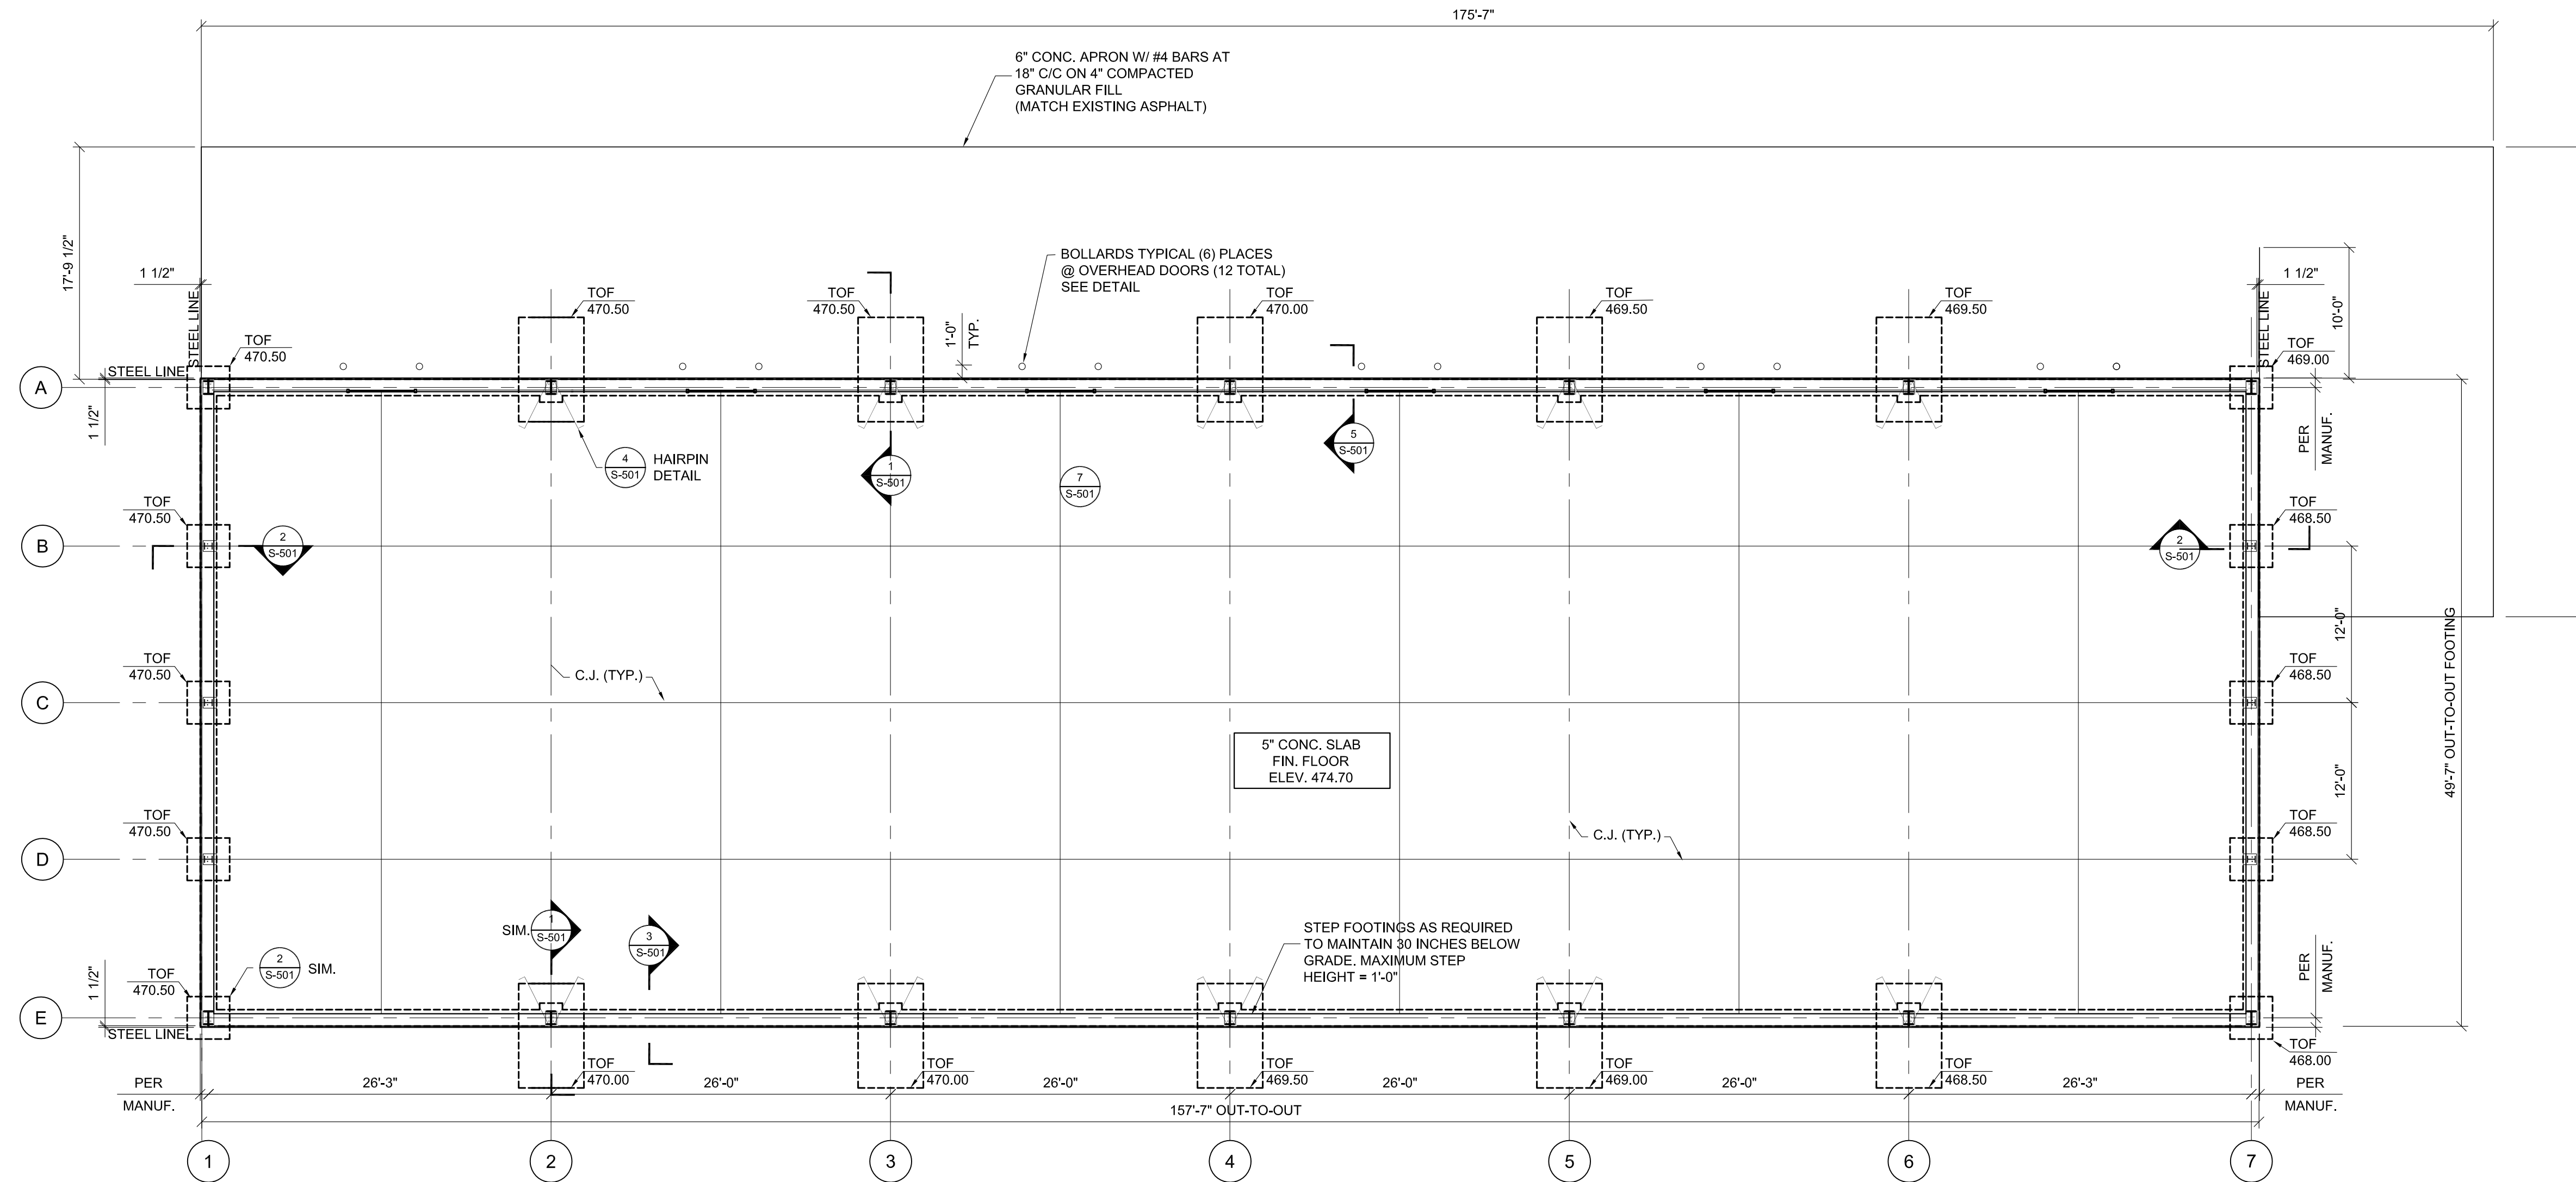 175'-7"
6" CONC. APRON W/ #4 BARS AT
18" C/C ON 4" COMPACTED
GRANULAR FILL
(MATCH EXISTING ASPHALT)
17'-9 1/2"
1 1/2"
STEEL LINE
STEEL LINE
TOF
470.50
TOF
470.50
TOF
470.50
1'-0"
TYP.
BOLLARDS TYPICAL (6) PLACES
@ OVERHEAD DOORS (12 TOTAL)
SEE DETAIL
TOF
470.00
TOF
469.50
TOF
469.50
1 1/2"
STEEL LINE
10'-0"
TOF
469.00
A
1 1/2"
4
S-501
HAIRPIN
DETAIL
1
S-501
7
S-501
5
S-501
PER
MANUF.
TOF
470.50
B
2
S-501
2
S-501
TOF
468.50
12'-0"
49'-7" OUT-TO-OUT FOOTING
TOF
470.50
C
C.J. (TYP.)
TOF
468.50
5" CONC. SLAB
FIN. FLOOR
ELEV. 474.70
12'-0"
TOF
470.50
D
C.J. (TYP.)
TOF
468.50
SIM.
1
S-501
3
S-501
STEP FOOTINGS AS REQUIRED
TO MAINTAIN 30 INCHES BELOW
GRADE. MAXIMUM STEP
HEIGHT = 1'-0"
2
S-501
SIM.
1 1/2"
TOF
470.50
PER
MANUF.
E
STEEL LINE
TOF
468.00
TOF
470.00
TOF
470.00
TOF
469.50
TOF
469.00
TOF
468.50
PER
MANUF.
26'-3"
26'-0"
26'-0"
26'-0"
26'-0"
26'-3"
PER
MANUF.
157'-7" OUT-TO-OUT
1
2
3
4
5
6
7